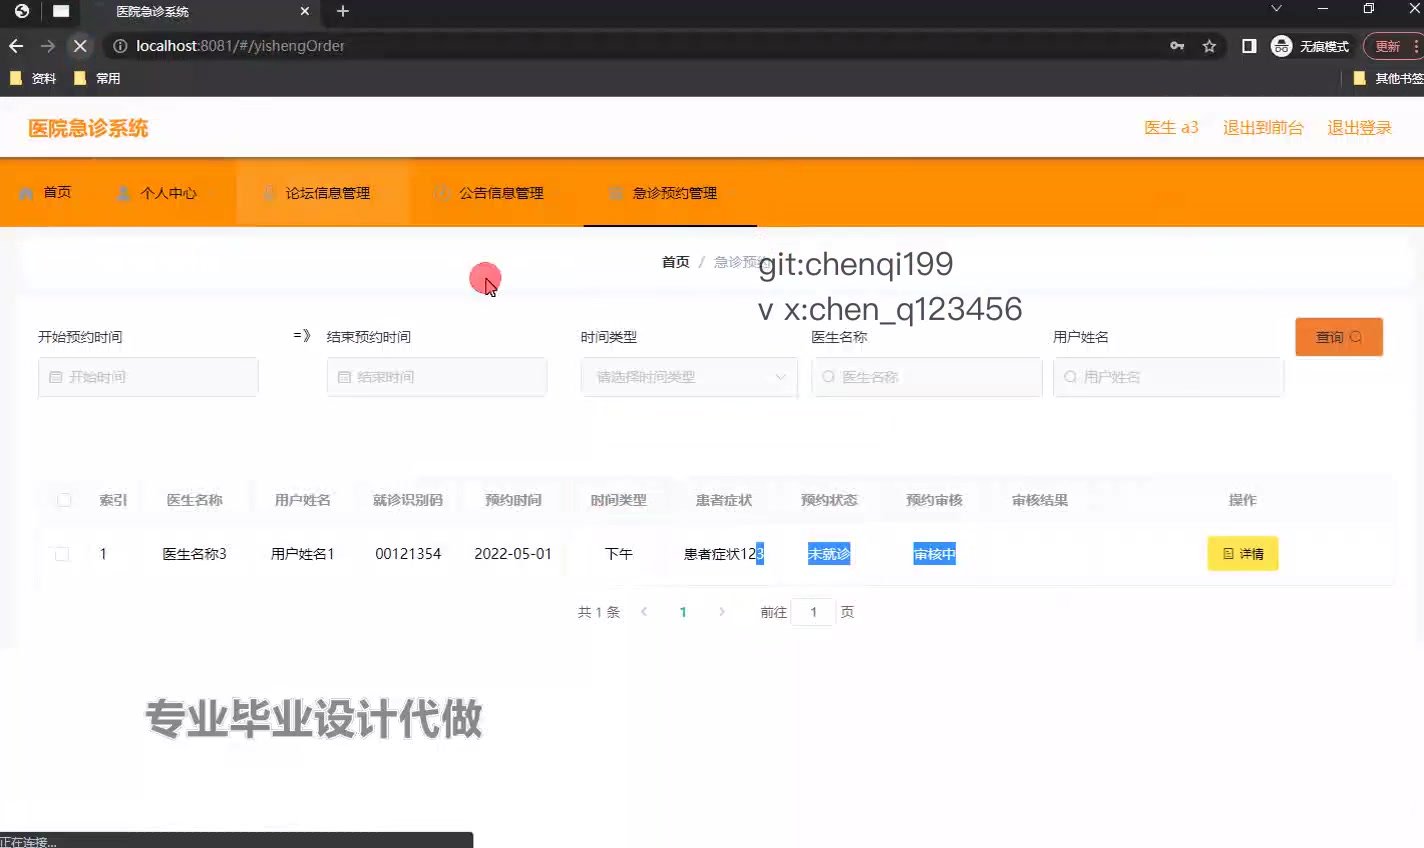 医院急诊系统
localhost:8081/#/yishengOrder
无痕模式
更新
资料
常用
其他书签
医院急诊系统
医生 a3
退出到前台
退出登录
首页
个人中心
论坛信息管理
公告信息管理
急诊预约管理
首页 / 急诊预约
git:chenqi199
v x:chen_q123456
开始预约时间
=》
结束预约时间
时间类型
医生名称
用户姓名
查询
开始时间
结束时间
请选择时间类型
医生名称
用户姓名
索引 医生名称 用户姓名 就诊识别码 预约时间 时间类型 患者症状 预约状态 预约审核 审核结果 操作
1 医生名称3 用户姓名1 00121354 2022-05-01 下午 患者症状123 未就诊 审核中 详情
共 1 条 < 1 > 前往 1 页
专业毕业设计代做
正在连接...